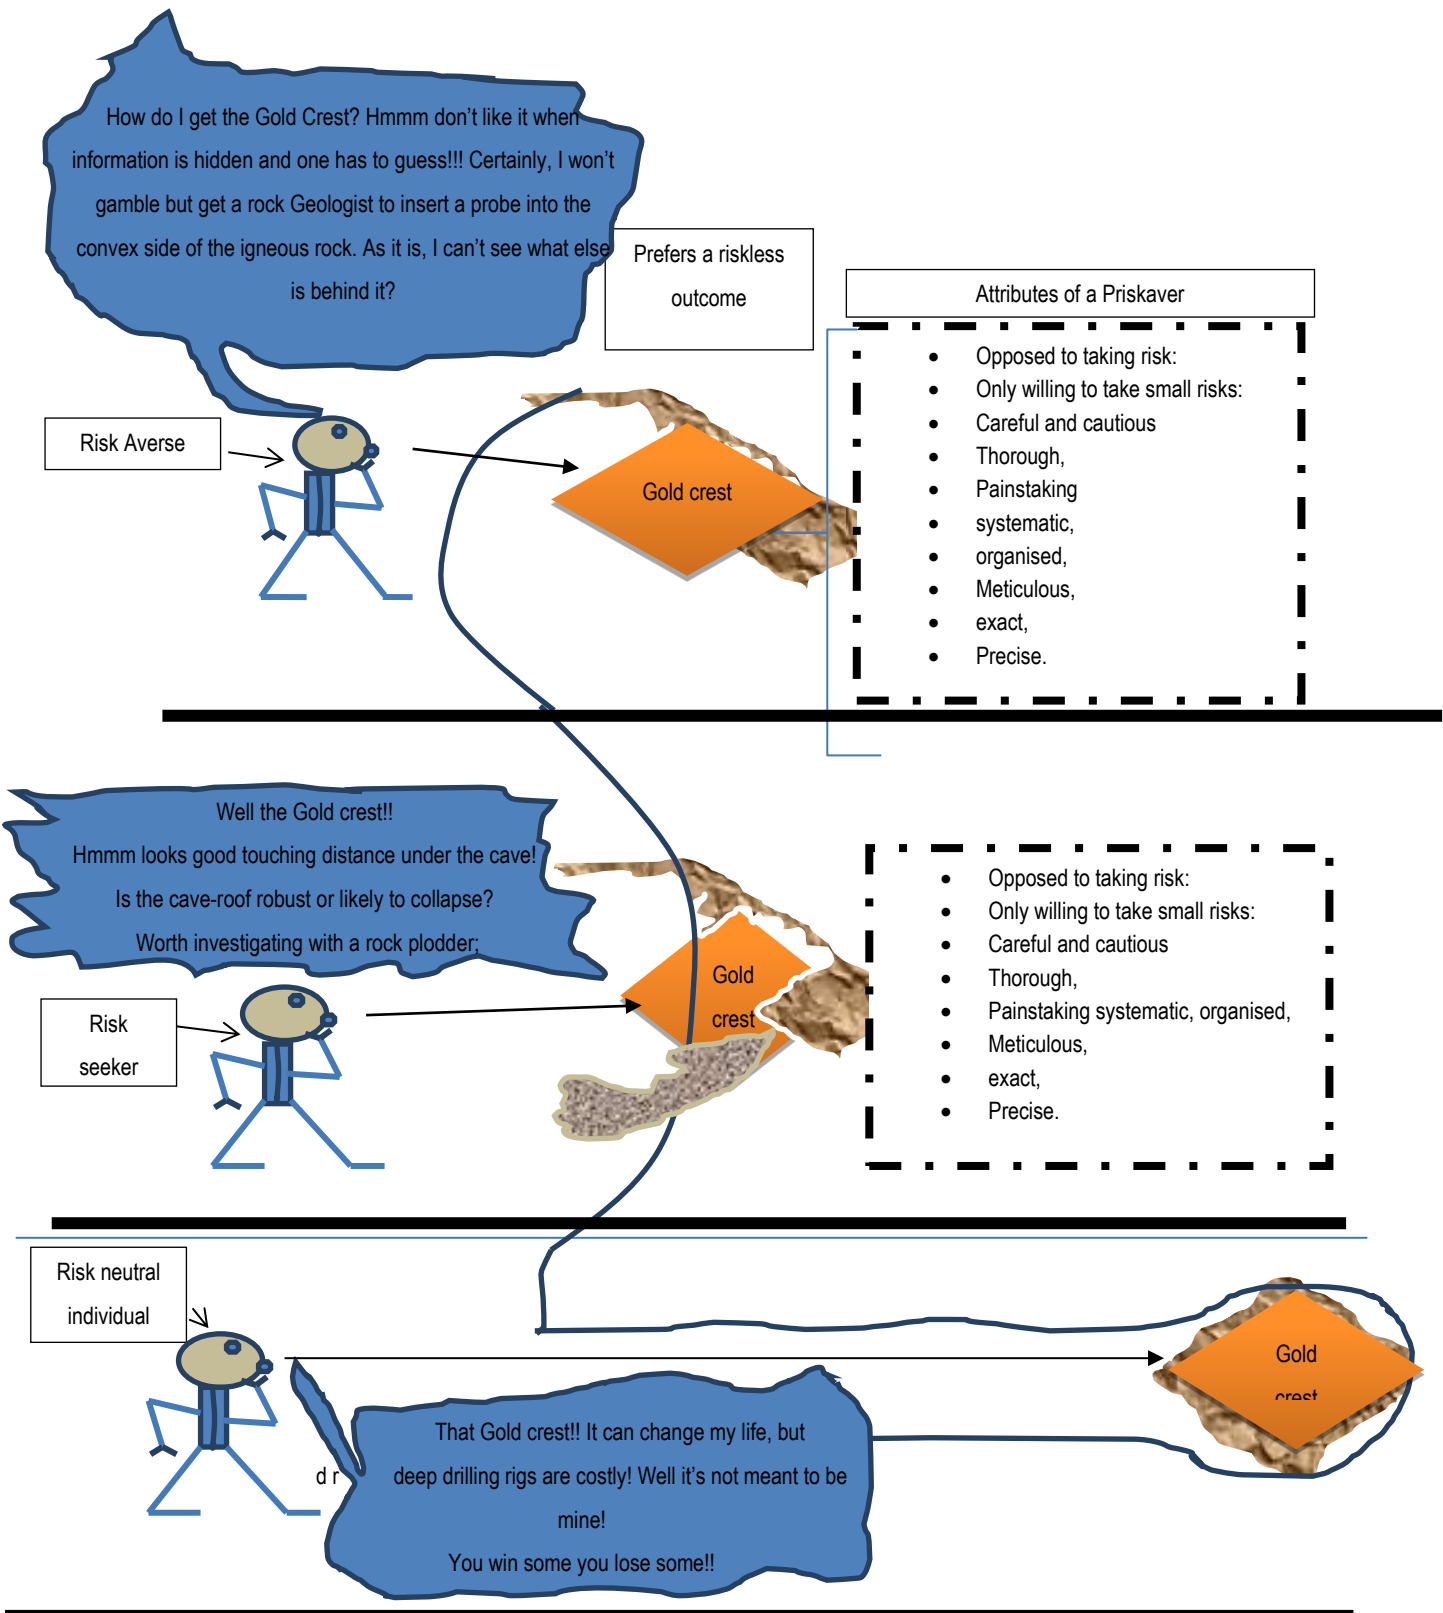 How do I get the Gold Crest? Hmmm don't like it when
information is hidden and one has to guess!!! Certainly, I won't
gamble but get a rock Geologist to insert a probe into the
convex side of the igneous rock. As it is, I can't see what else
is behind it?
Prefers a riskless
outcome
Attributes of a Priskaver
• Opposed to taking risk:
• Only willing to take small risks:
• Careful and cautious
• Thorough,
• Painstaking
• systematic,
• organised,
• Meticulous,
• exact,
• Precise.
Risk Averse
Gold crest
Well the Gold crest!!
Hmmm looks good touching distance under the cave!
Is the cave-roof robust or likely to collapse?
Worth investigating with a rock plodder;
• Opposed to taking risk:
• Only willing to take small risks:
• Careful and cautious
• Thorough,
• Painstaking systematic, organised,
• Meticulous,
• exact,
• Precise.
Risk
seeker
Gold
crest
Risk neutral
individual
Gold
crest
d r
That Gold crest!! It can change my life, but
deep drilling rigs are costly! Well it's not meant to be
mine!
You win some you lose some!!